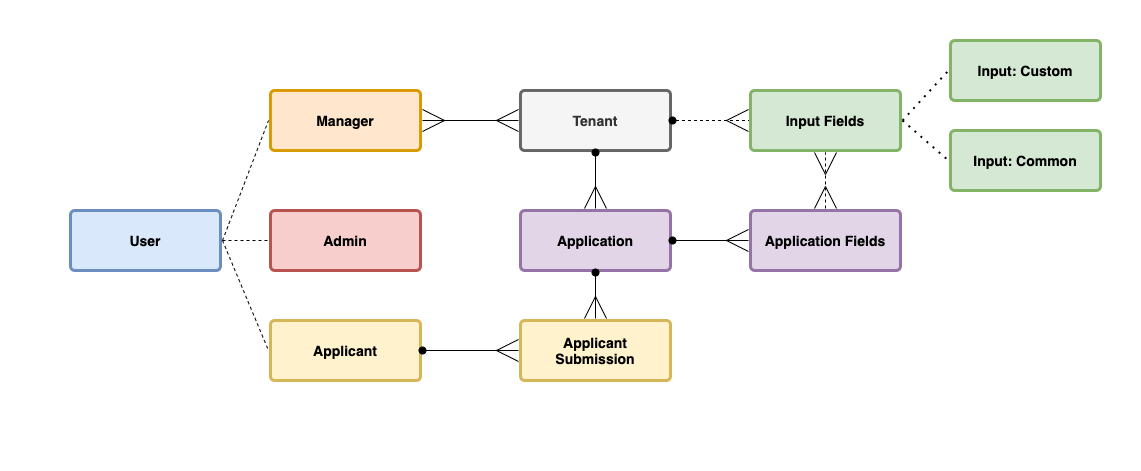 Input: Custom
Manager
Tenant
Input Fields
Input: Common
User
Admin
Application
Application Fields
Applicant
Applicant
Submission